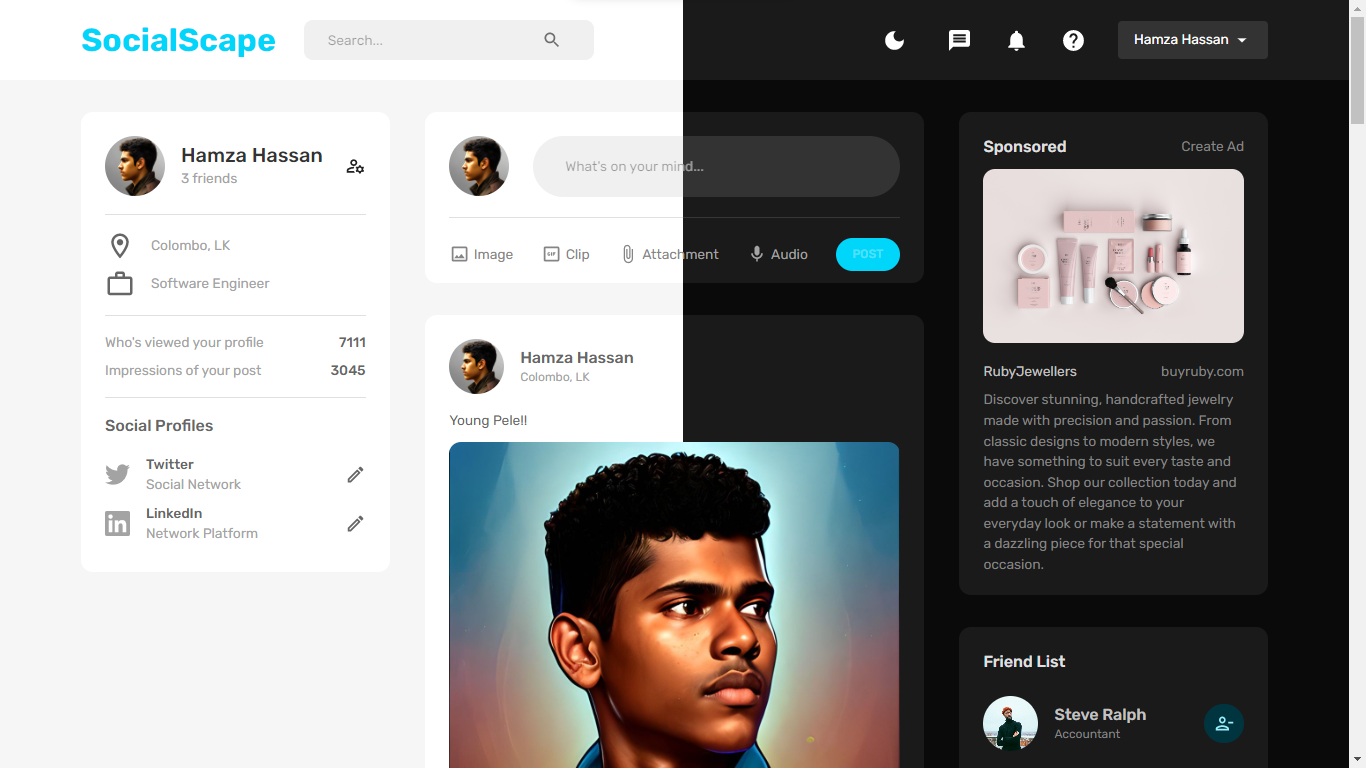 SocialScape
Search...
Hamza Hassan
Hamza Hassan
3 friends
Colombo, LK
Software Engineer
Who's viewed your profile 7111
Impressions of your post 3045
Social Profiles
Twitter
Social Network
LinkedIn
Network Platform
What's on your mind...
Image
GIF
Clip
Attachment
Audio
POST
Hamza Hassan
Colombo, LK
Young Pele!!
Sponsored
Create Ad
RubyJewellers
buyruby.com
Discover stunning, handcrafted jewelry
made with precision and passion. From
classic designs to modern styles, we
have something to suit every taste and
occasion. Shop our collection today and
add a touch of elegance to your
everyday look or make a statement with
a dazzling piece for that special
occasion.
Friend List
Steve Ralph
Accountant